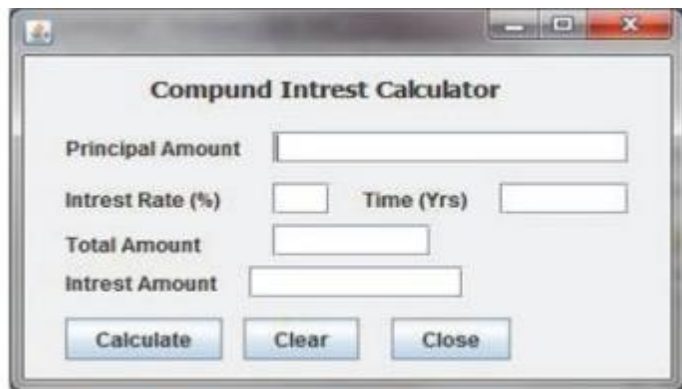 Compund Intrest Calculator
Principal Amount
Intrest Rate (%) Time (Yrs)
Total Amount
Intrest Amount
Calculate Clear Close